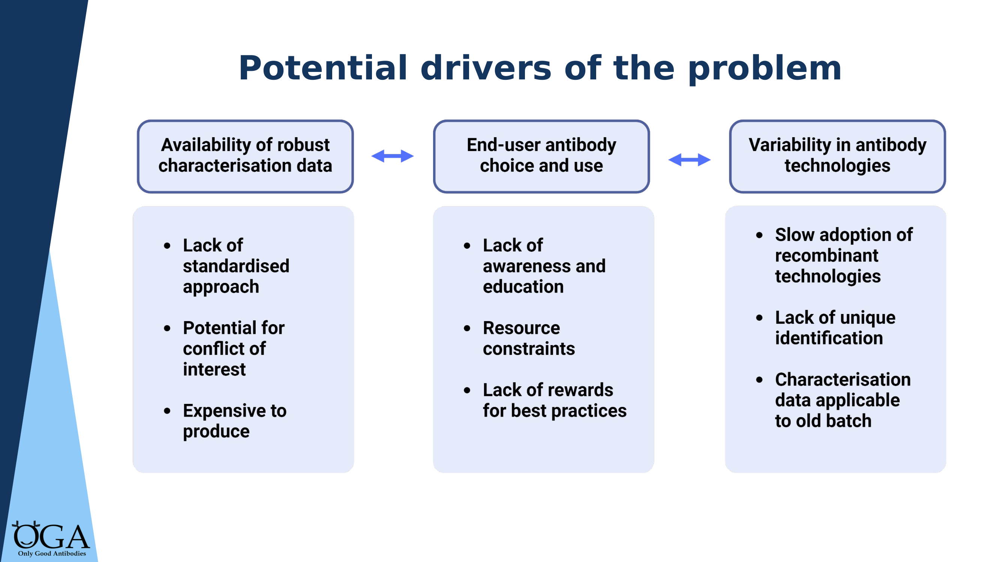 Potential drivers of the problem
Availability of robust
characterisation data
End-user antibody
choice and use
Variability in antibody
technologies
• Lack of
standardised
approach
• Potential for
conflict of
interest
• Expensive to
produce
• Lack of
awareness and
education
• Resource
constraints
• Lack of rewards
for best practices
• Slow adoption of
recombinant
technologies
• Lack of unique
identification
• Characterisation
data applicable
to old batch
OGA
Only Good Antibodies